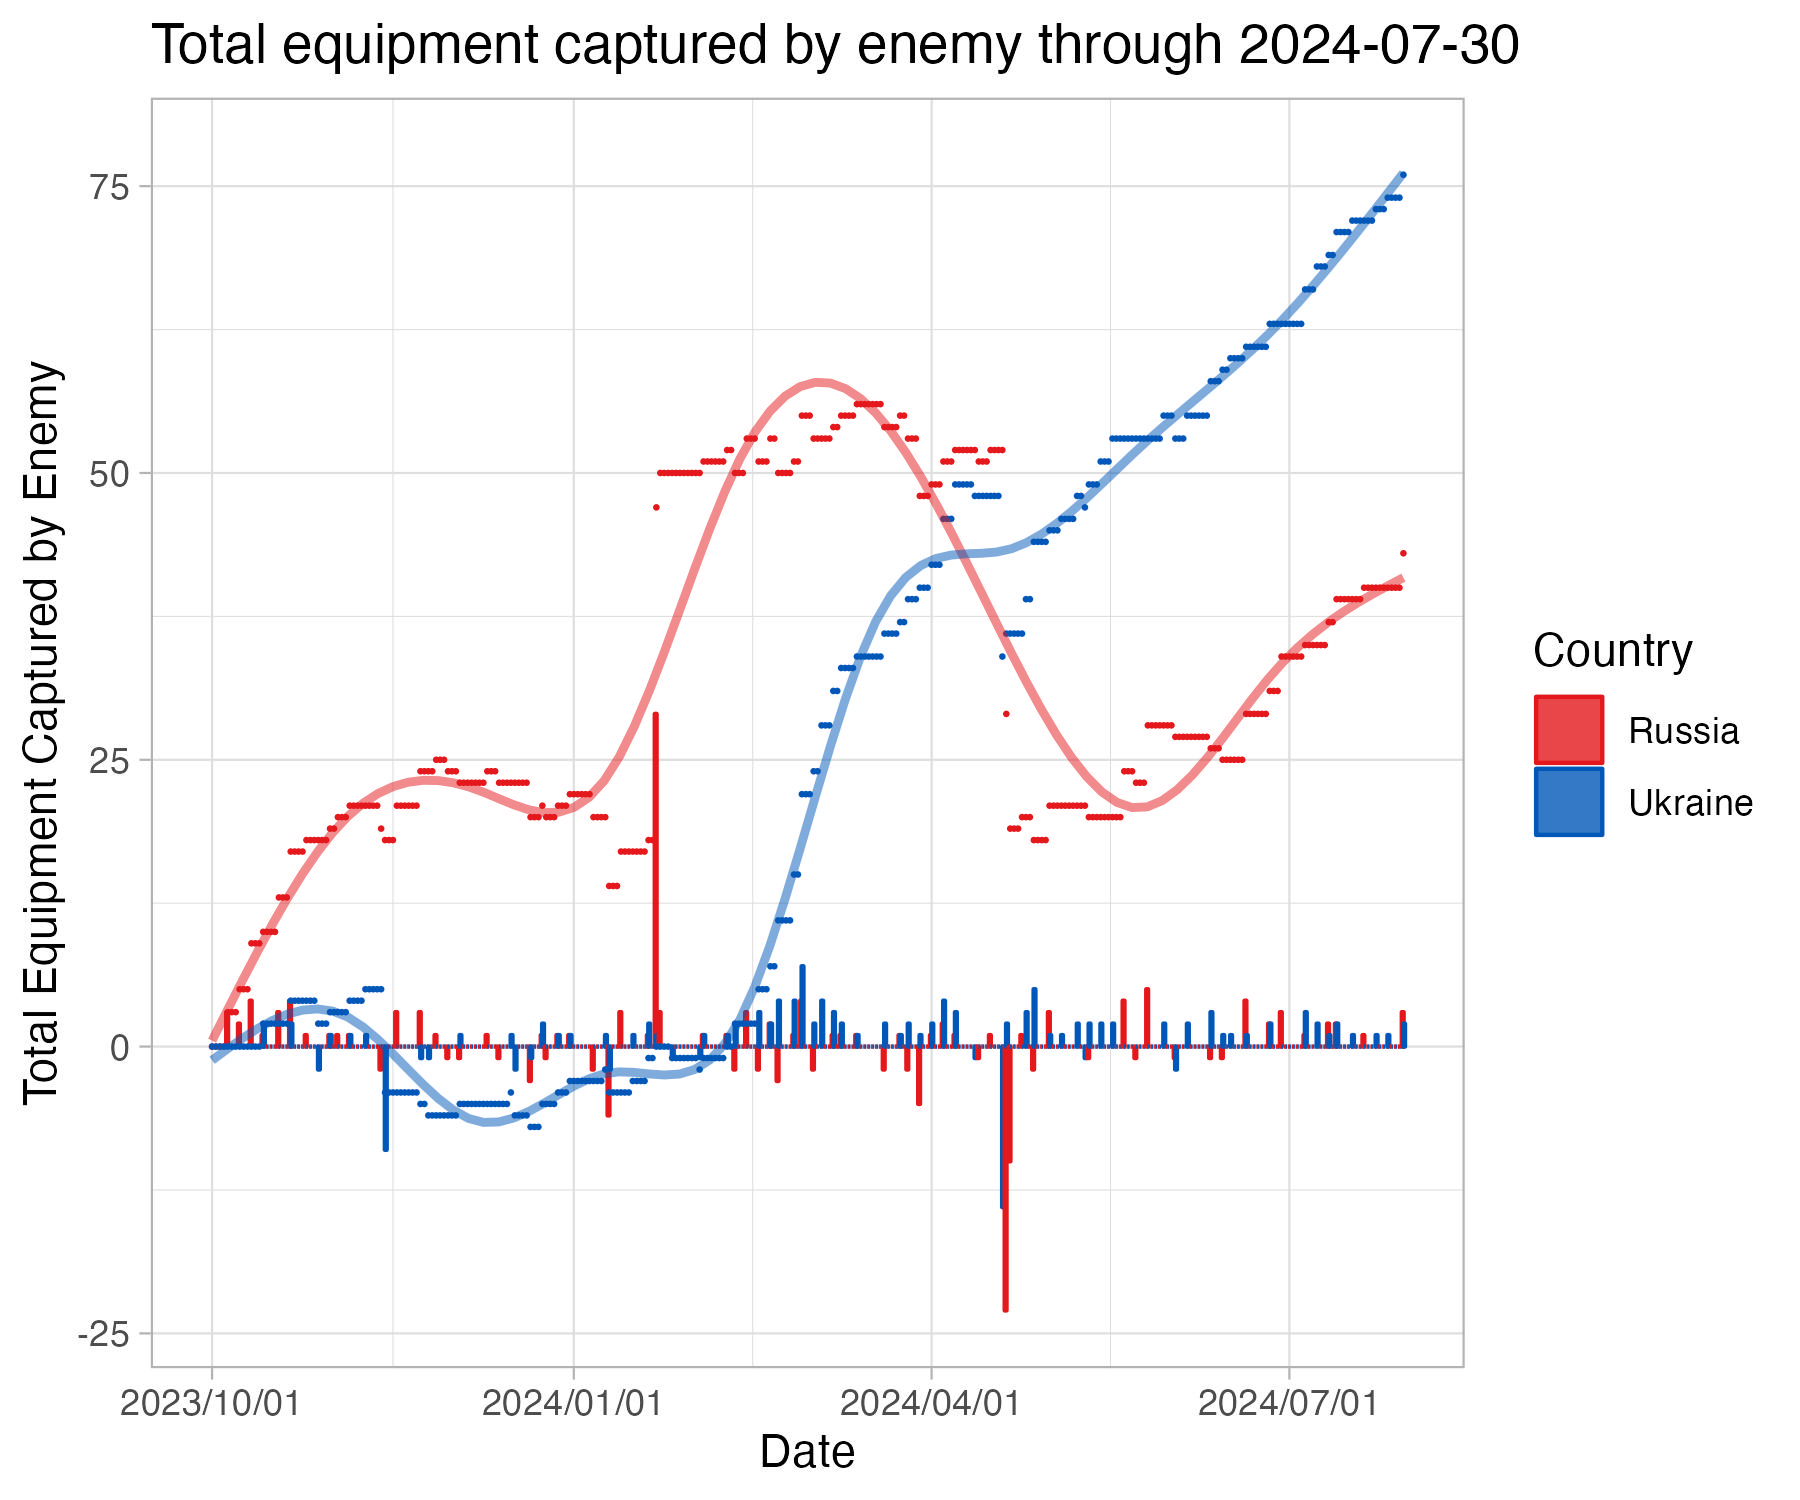 Total equipment captured by enemy through 2024-07-30
Total Equipment Captured by Enemy
75
50
25
0
-25
2023/10/01
2024/01/01
2024/04/01
2024/07/01
Date
Country
Russia
Ukraine